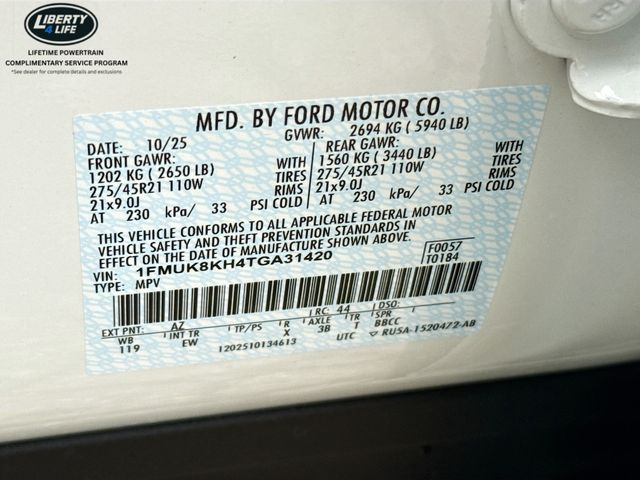 LIBERTY
4 LIFE
LIFETIME POWERTRAIN
COMPLIMENTARY SERVICE PROGRAM
*See dealer for complete details and exclusions
MFD. BY FORD MOTOR CO.
DATE: 10/25 GVWR: 2694 KG ( 5940 LB)
FRONT GAWR: REAR GAWR:
1202 KG ( 2650 LB) WITH 1560 KG ( 3440 LB) WITH
275/45R21 110W TIRES 275/45R21 110W TIRES
21x9.0J RIMS 21x9.0J RIMS
AT 230 kPa/ 33 PSI COLD AT 230 kPa/ 33 PSI COLD
THIS VEHICLE CONFORMS TO ALL APPLICABLE FEDERAL MOTOR
VEHICLE SAFETY AND THEFT PREVENTION STANDARDS IN
EFFECT ON THE DATE OF MANUFACTURE SHOWN ABOVE.
VIN: 1FMUK8KH4TGA31420 F0057
TYPE: MPV T0184
EXT PNT: AZ RC: 44 DSO:
WB INT TR TP/PS R AXLE TR SPR
119 EW X 3B T BBCC
1202510134613 UTC ▽ RU5A-1520472-AB